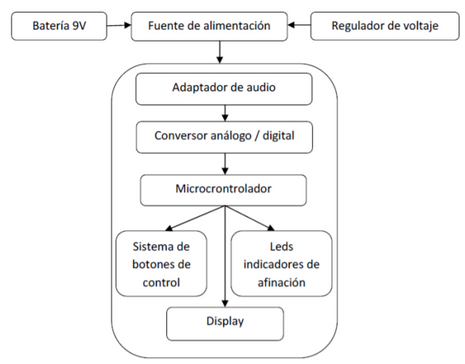 Batería 9V
Fuente de alimentación
Regulador de voltaje
Adaptador de audio
Conversor análogo / digital
Microcrontrolador
Sistema de
botones de
control
Leds
indicadores de
afinación
Display